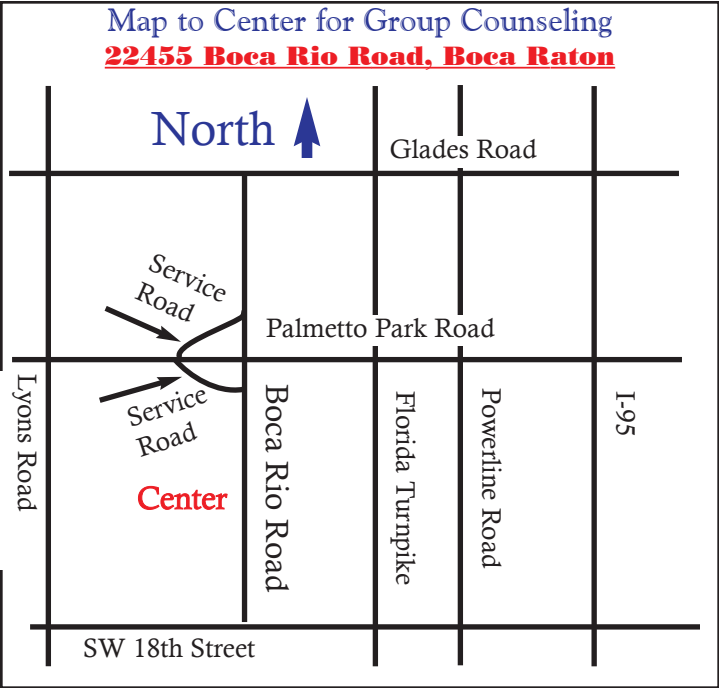 Map to Center for Group Counseling
22455 Boca Rio Road, Boca Raton
North
Glades Road
Service
Road
Palmetto Park Road
Service
Road
Lyons Road
Center
Boca Rio Road
Florida Turnpike
Powerline Road
I-95
SW 18th Street